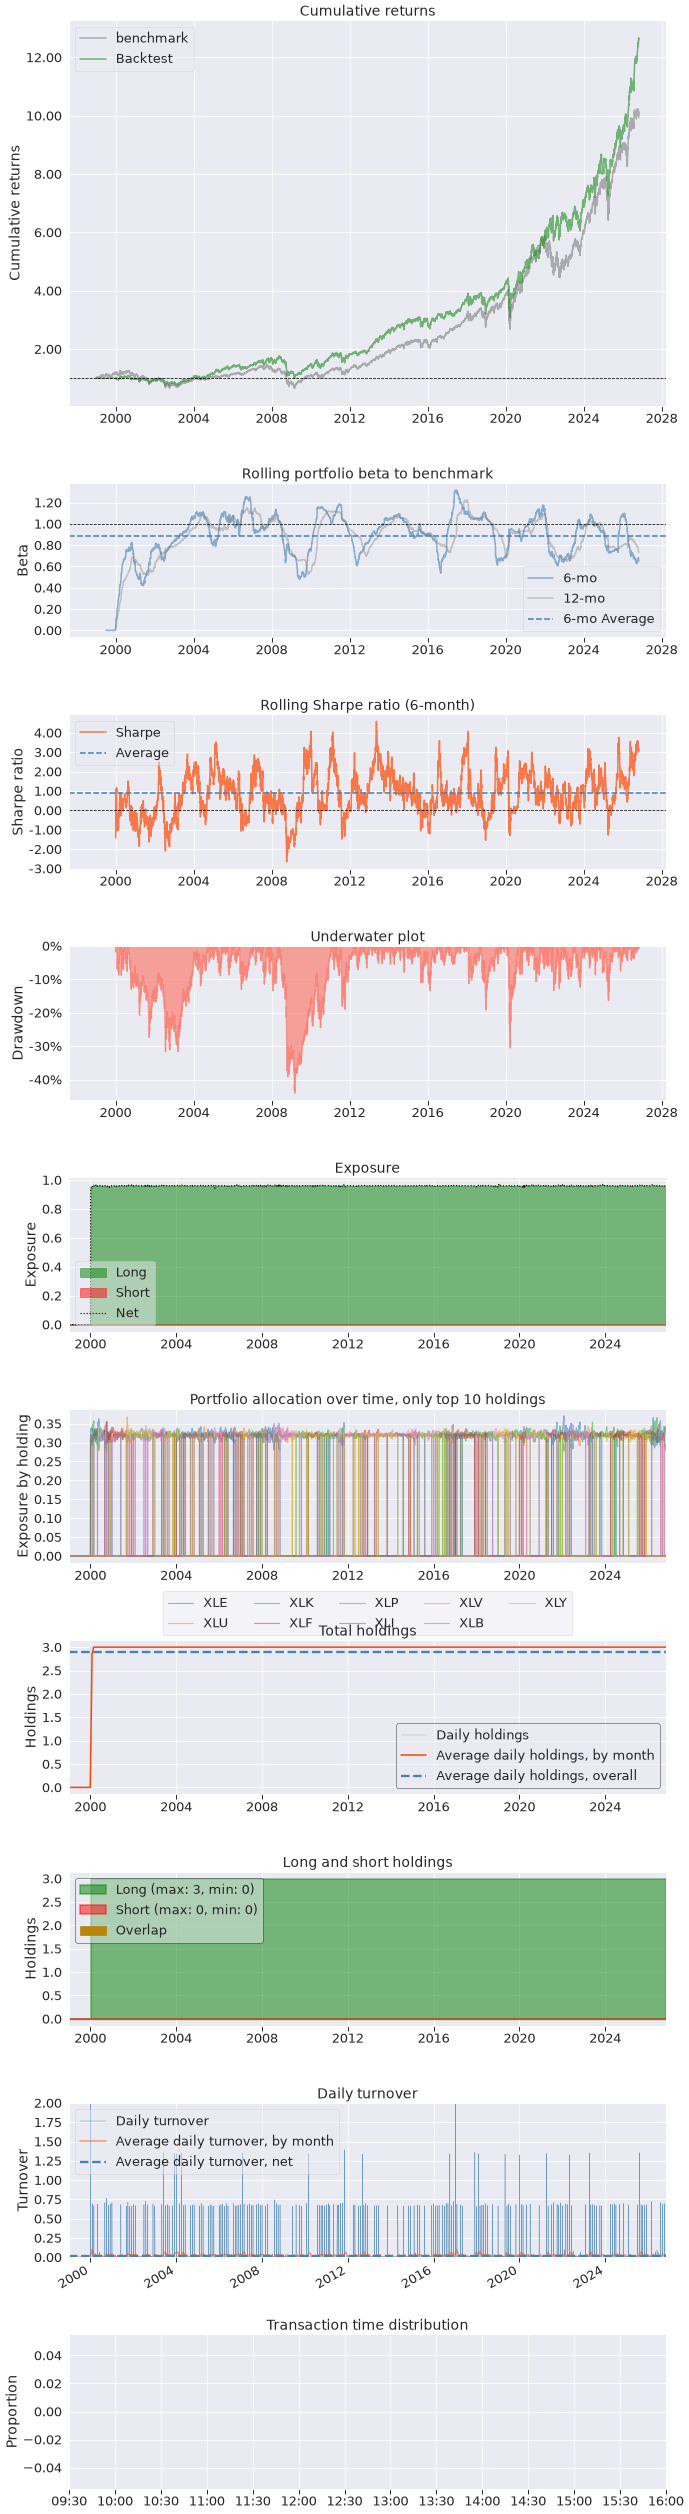 Cumulative returns
benchmark
Backtest
Cumulative returns
12.00
10.00
8.00
6.00
4.00
2.00
2000 2004 2008 2012 2016 2020 2024 2028
Rolling portfolio beta to benchmark
Beta
1.20
1.00
0.80
0.60
0.40
0.20
0.00
6-mo
12-mo
6-mo Average
2000 2004 2008 2012 2016 2020 2024 2028
Rolling Sharpe ratio (6-month)
Sharpe
Average
Sharpe ratio
4.00
3.00
2.00
1.00
0.00
-1.00
-2.00
-3.00
2000 2004 2008 2012 2016 2020 2024 2028
Underwater plot
Drawdown
0%
-10%
-20%
-30%
-40%
2000 2004 2008 2012 2016 2020 2024 2028
Exposure
Exposure
1.0
0.8
0.6
0.4
0.2
0.0
Long
Short
Net
2000 2004 2008 2012 2016 2020 2024
Portfolio allocation over time, only top 10 holdings
Exposure by holding
0.35
0.30
0.25
0.20
0.15
0.10
0.05
0.00
2000 2004 2008 2012 2016 2020 2024
XLE XLK XLP XLV XLY
XLU XLF XLI XLB
Total holdings
Holdings
3.0
2.5
2.0
1.5
1.0
0.5
0.0
Daily holdings
Average daily holdings, by month
Average daily holdings, overall
2000 2004 2008 2012 2016 2020 2024
Long and short holdings
Holdings
3.0
2.5
2.0
1.5
1.0
0.5
0.0
Long (max: 3, min: 0)
Short (max: 0, min: 0)
Overlap
2000 2004 2008 2012 2016 2020 2024
Daily turnover
Turnover
2.00
1.75
1.50
1.25
1.00
0.75
0.50
0.25
0.00
Daily turnover
Average daily turnover, by month
Average daily turnover, net
2000 2004 2008 2012 2016 2020 2024
Transaction time distribution
Proportion
0.04
0.02
0.00
−0.02
−0.04
09:30 10:00 10:30 11:00 11:30 12:00 12:30 13:00 13:30 14:00 14:30 15:00 15:30 16:00